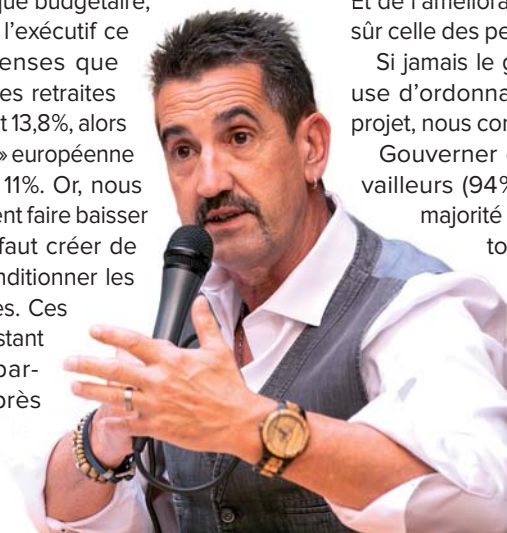 que budgétaire,
l'exécutif ce
enses que
es retraites
t 13,8%, alors
» européenne
11%. Or, nous
ent faire baisser
faut créer de
nditionner les
es. Ces
stant
par-
près
Et de l'améliora
sûr celle des pe
Si jamais le g
use d'ordonna
projet, nous con
Gouverner
vailleurs (94%
majorité
to